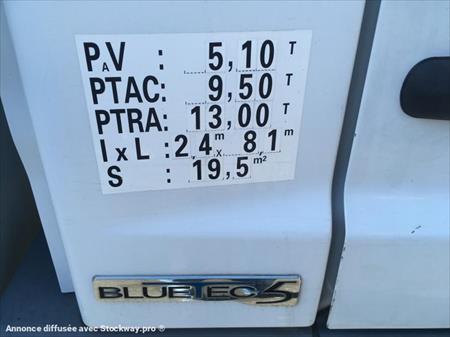 PAV : 5,10 T
PTAC: 9,50 T
PTRA: 13,00 T
I x L : 2,4 m x 8,1 m
S : 19,5 m²
BLUETEC 5
Annonce diffusée avec Stockway.pro ®